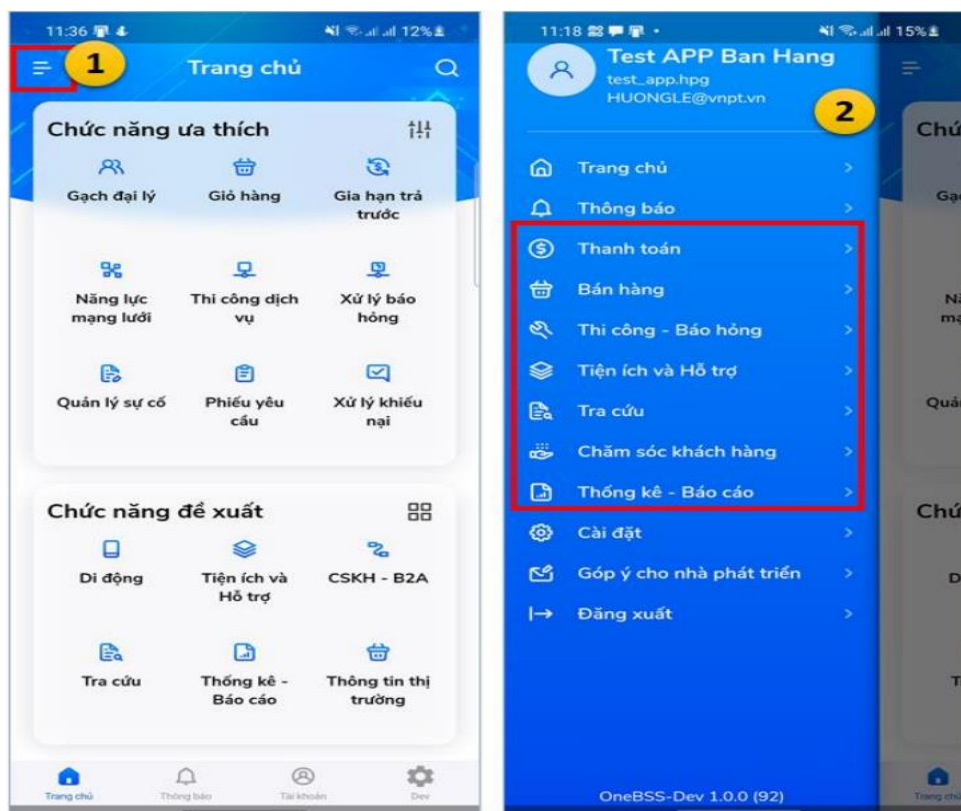 11:36
12%
1
Trang chủ
Chức năng ưa thích
Gạch đại lý
Giỏ hàng
Gia hạn trả
trước
Năng lực
mạng lưới
Thi công dịch
vụ
Xử lý báo
hỏng
Quản lý sự cố
Phiếu yêu
cầu
Xử lý khiếu
nại
Chức năng đề xuất
Di động
Tiện ích và
Hỗ trợ
CSKH - B2A
Tra cứu
Thống kê -
Báo cáo
Thông tin thị
trường
Trang chủ
Thông báo
Tài khoản
Dev
11:18
15%
Test APP Ban Hang
test_app.hpg
HUONGLE@vnpt.vn
2
Trang chủ
Thông báo
Thanh toán
Bán hàng
Thi công - Báo hỏng
Tiện ích và Hỗ trợ
Tra cứu
Chăm sóc khách hàng
Thống kê - Báo cáo
Cài đặt
Góp ý cho nhà phát triển
Đăng xuất
OneBSS-Dev 1.0.0 (92)
Chứ
Chứ
Trang chủ